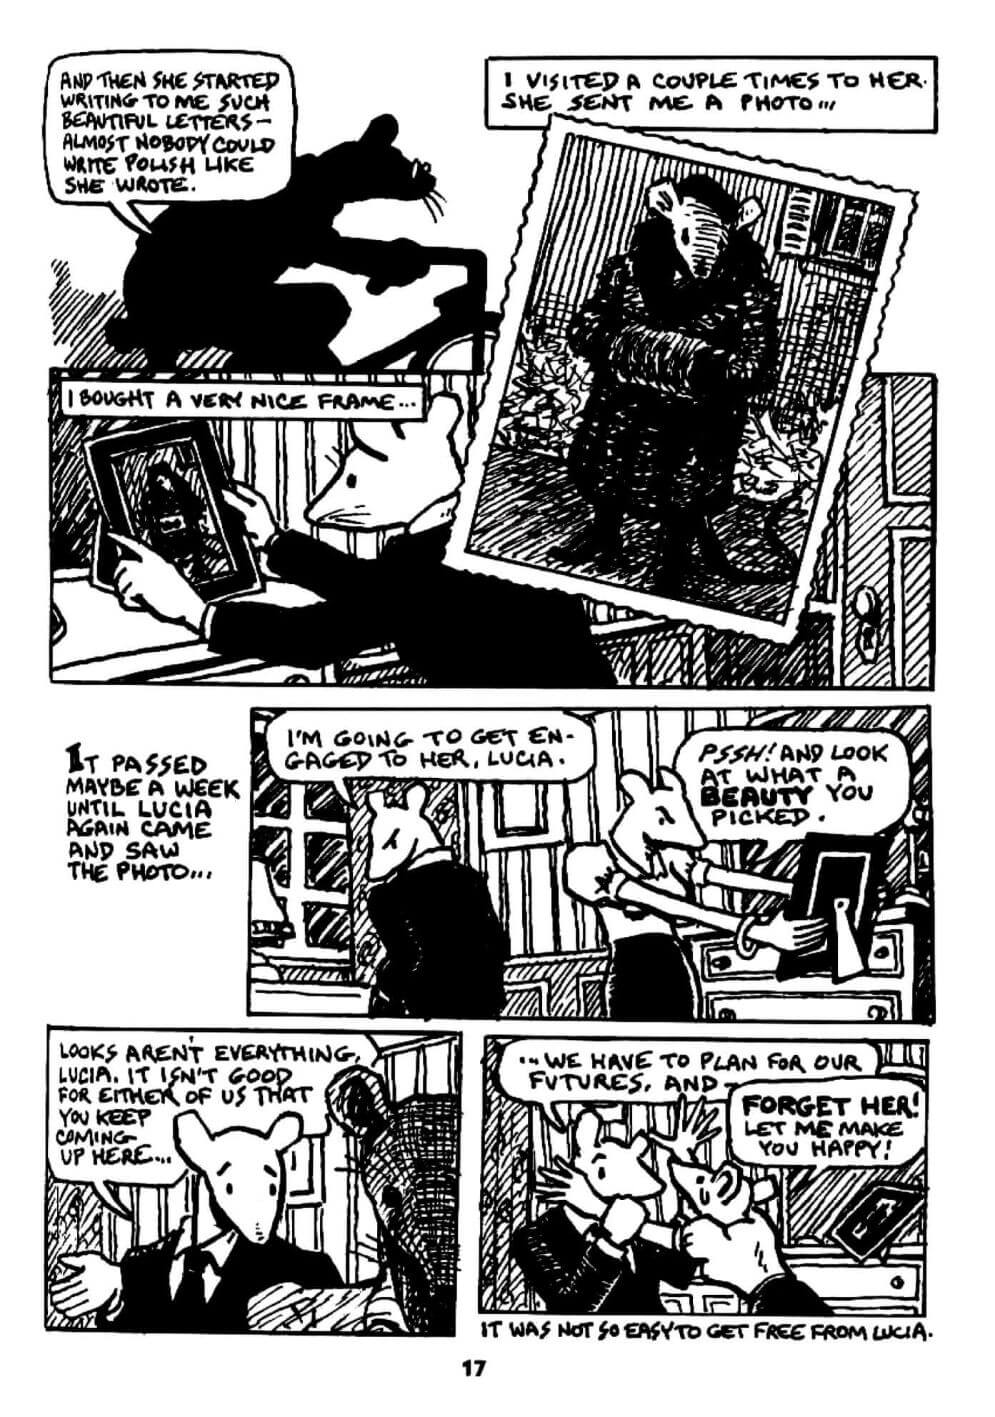 AND THEN SHE STARTED
WRITING TO ME SUCH
BEAUTIFUL LETTERS—
ALMOST NOBODY COULD
WRITE POLISH LIKE
SHE WROTE.
I VISITED A COUPLE TIMES TO HER.
SHE SENT ME A PHOTO...
I BOUGHT A VERY NICE FRAME...
IT PASSED
MAYBE A WEEK
UNTIL LUCIA
AGAIN CAME
AND SAW
THE PHOTO...
I'M GOING TO GET EN-
GAGED TO HER, LUCIA.
PSSH! AND LOOK
AT WHAT A
BEAUTY YOU
PICKED.
LOOKS AREN'T EVERYTHING,
LUCIA. IT ISN'T GOOD
FOR EITHER OF US THAT
YOU KEEP
COMING
UP HERE...
...WE HAVE TO PLAN FOR OUR
FUTURES, AND—
FORGET HER!
LET ME MAKE
YOU HAPPY!
IT WAS NOT SO EASY TO GET FREE FROM LUCIA.
17